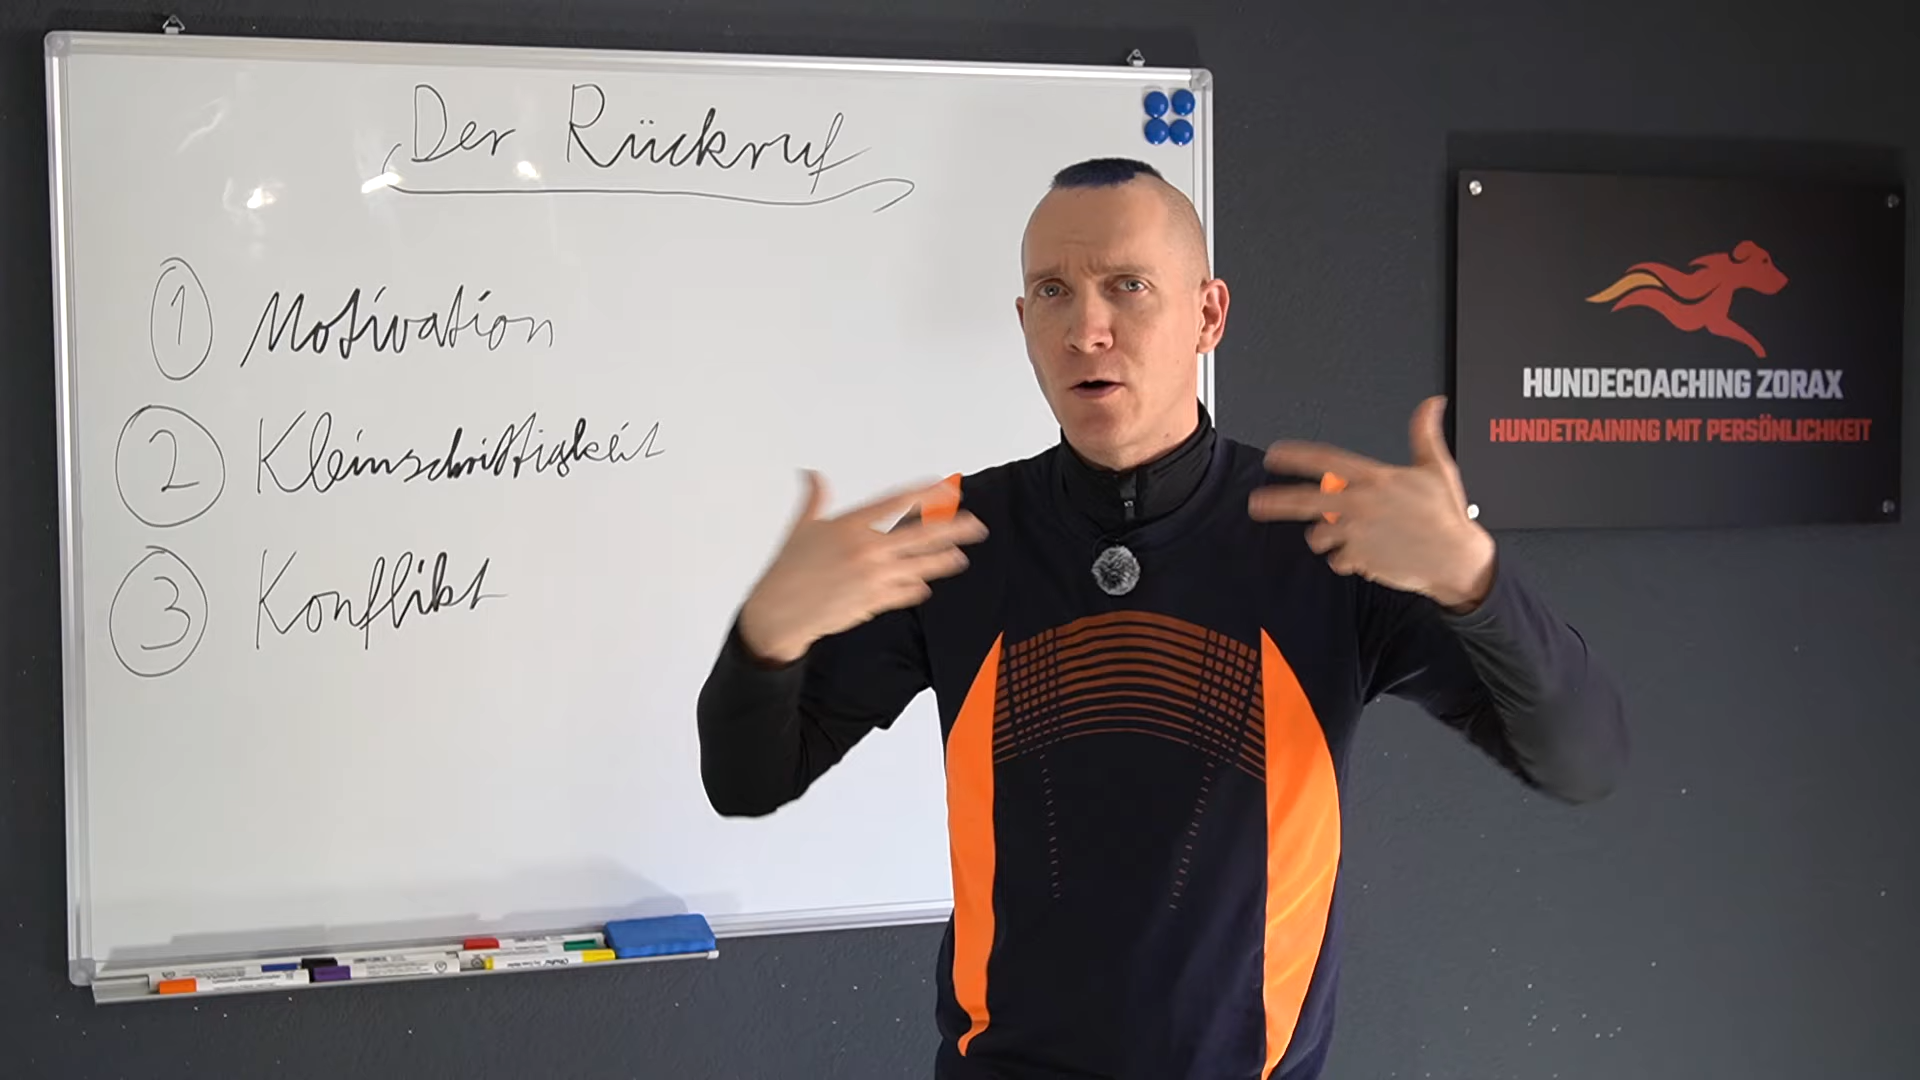 Der Rückruf
1 Motivation
2 Kleinschrittigkeit
3 Konflikt
HUNDECOACHING ZORAX
HUNDETRAINING MIT PERSÖNLICHKEIT